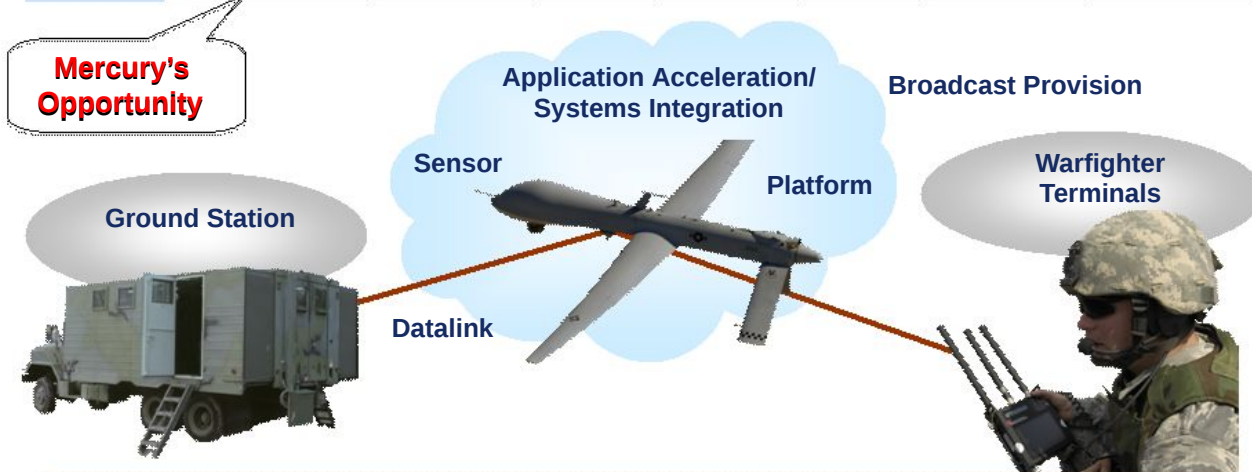 Mercury's
Opportunity
Application Acceleration/
Systems Integration
Broadcast Provision
Sensor
Platform
Warfighter
Terminals
Ground Station
Datalink